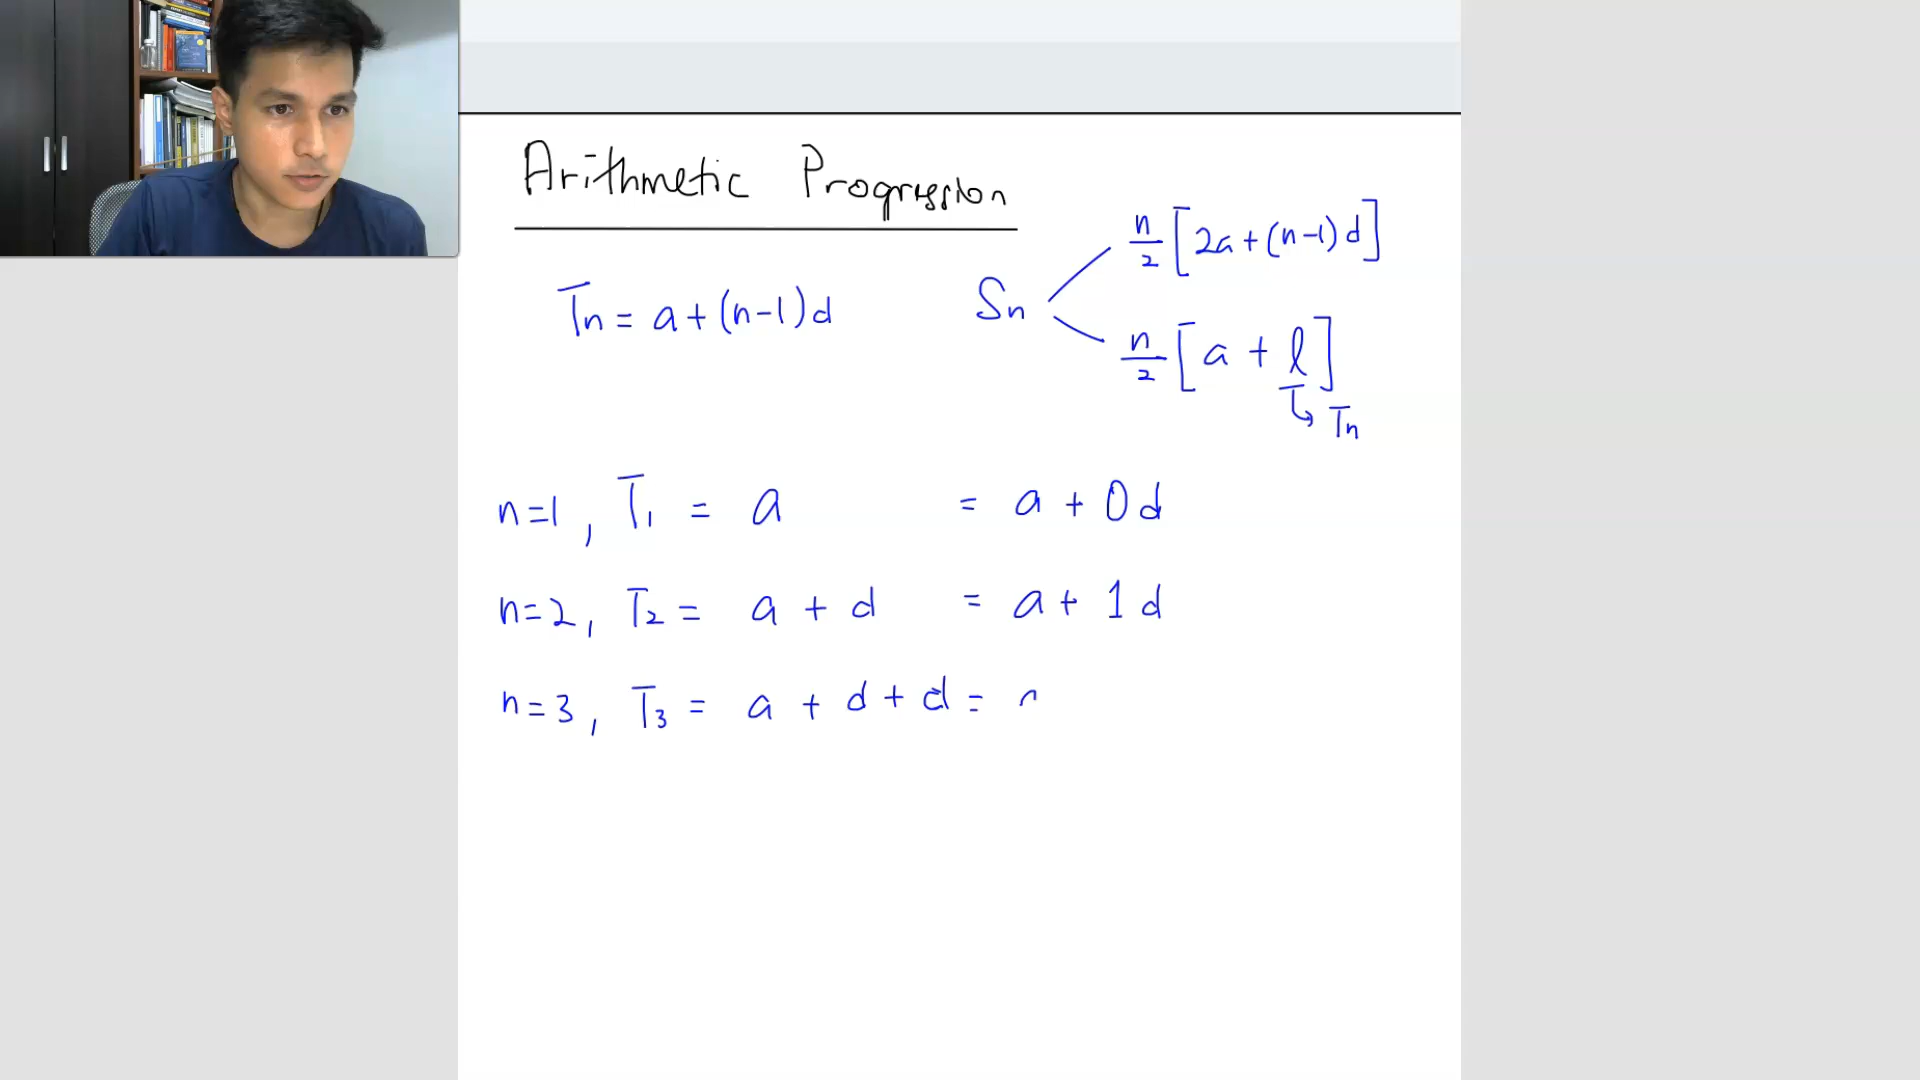 Arithmetic Progression
Tn = a + (n-1)d
Sn
n/2 [2a + (n-1)d]
n/2 [a + l]
↳ Tn
n=1, T1 = a = a + 0d
n=2, T2 = a + d = a + 1d
n=3, T3 = a + d + d =